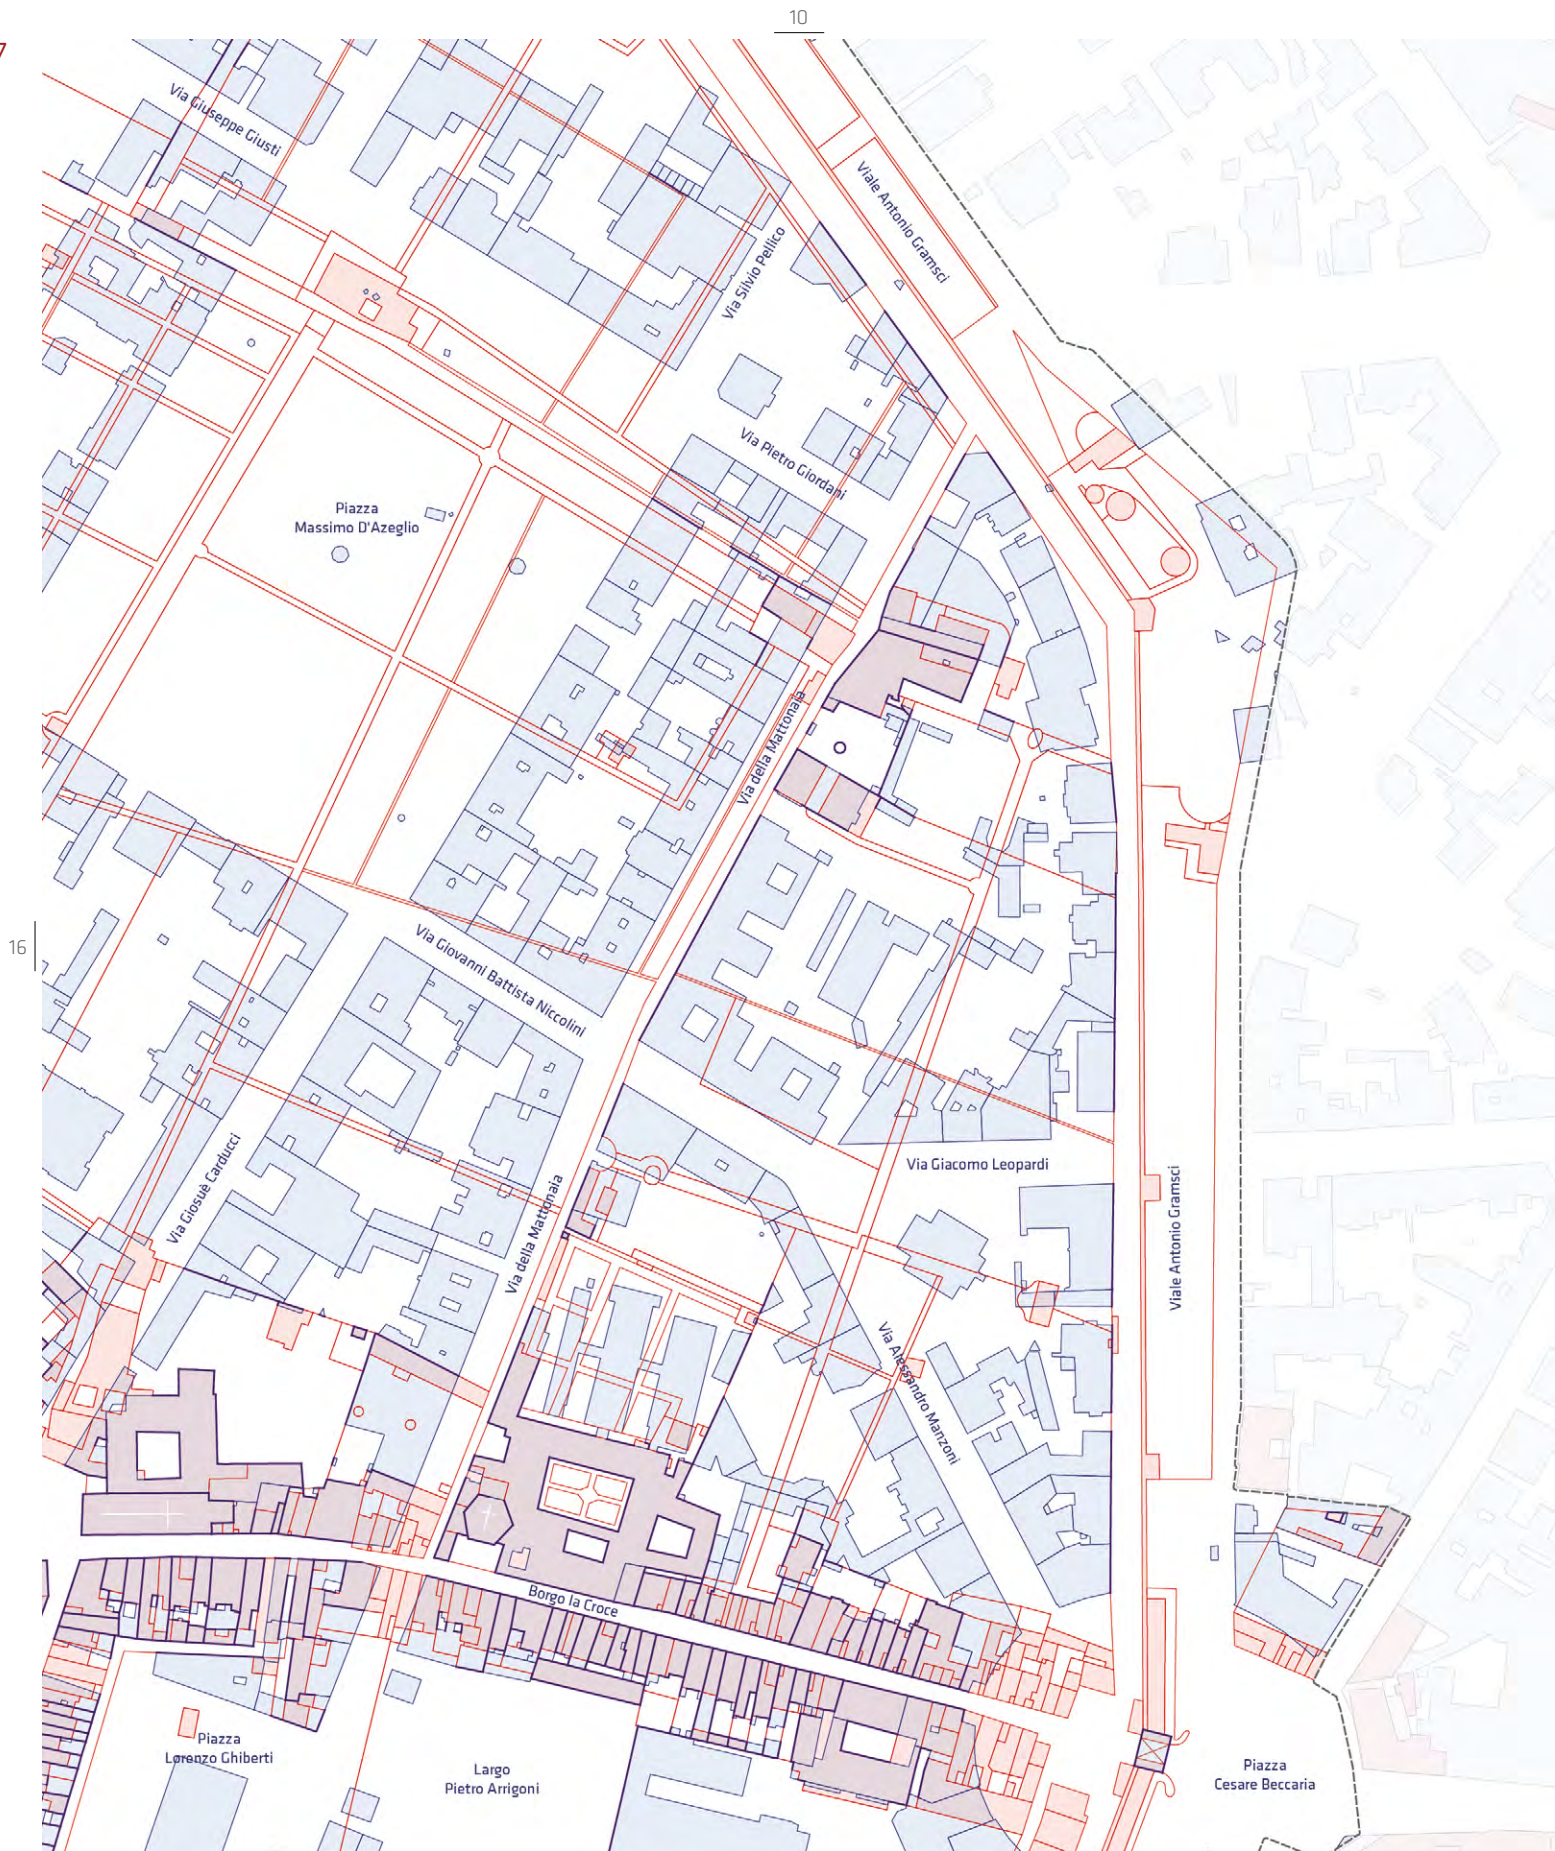 10
7
Via Giuseppe Giusti
Viale Antonio Gramsci
Via Silvio Pellico
Via Pietro Giordani
Piazza
Massimo D'Azeglio
Via della Mattonaia
16
Via Giovanni Battista Niccolini
Via Giosuè Carducci
Via Giacomo Leopardi
Via della Mattonaia
Viale Antonio Gramsci
Via Alessandro Manzoni
Borgo la Croce
Piazza
Lorenzo Ghiberti
Largo
Pietro Arrigoni
Piazza
Cesare Beccaria